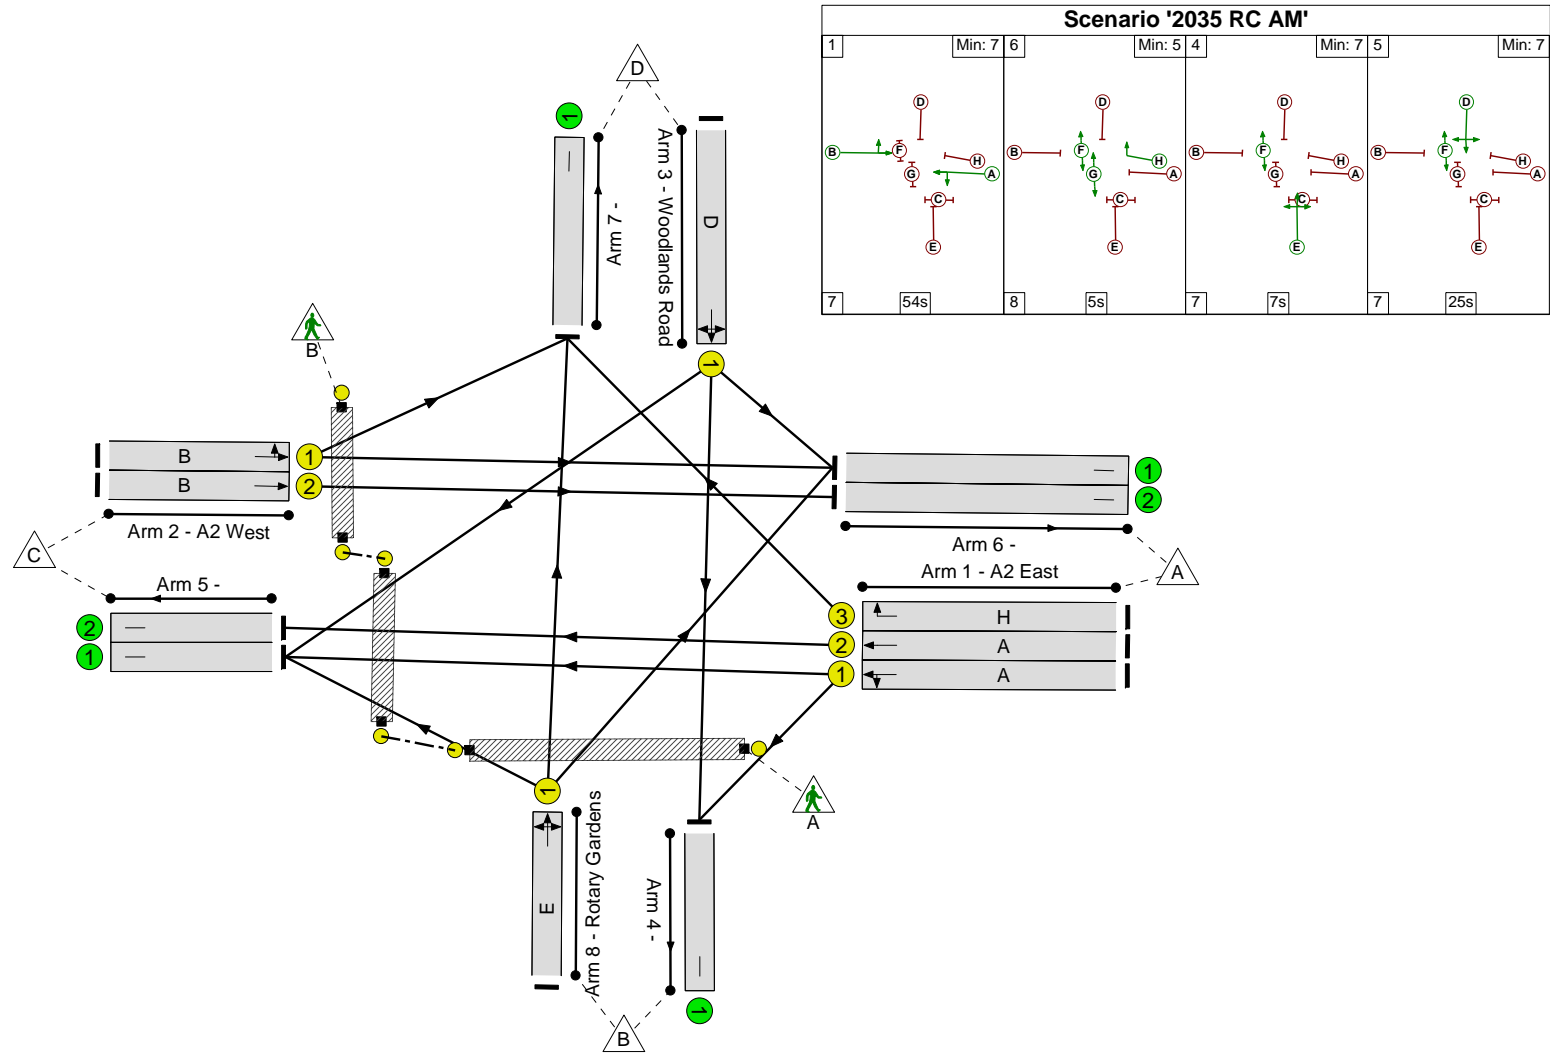 Scenario '2035 RC AM'
1 Min: 7 6 Min: 5 4 Min: 7 5 Min: 7
D D D D
B F H A G C E
B F H A G C E
B F H A G C E
B F H A G C E
7 54s 8 5s 7 7s 7 25s
D
1
Arm 7 -
Arm 3 - Woodlands Road
D
1
B
B 1
B 2
Arm 2 - A2 West
C
Arm 5 -
2
1
1
2
Arm 6 -
Arm 1 - A2 East
A
3 H
2 A
1 A
A
1
E
Arm 8 - Rotary Gardens
Arm 4 -
1
B